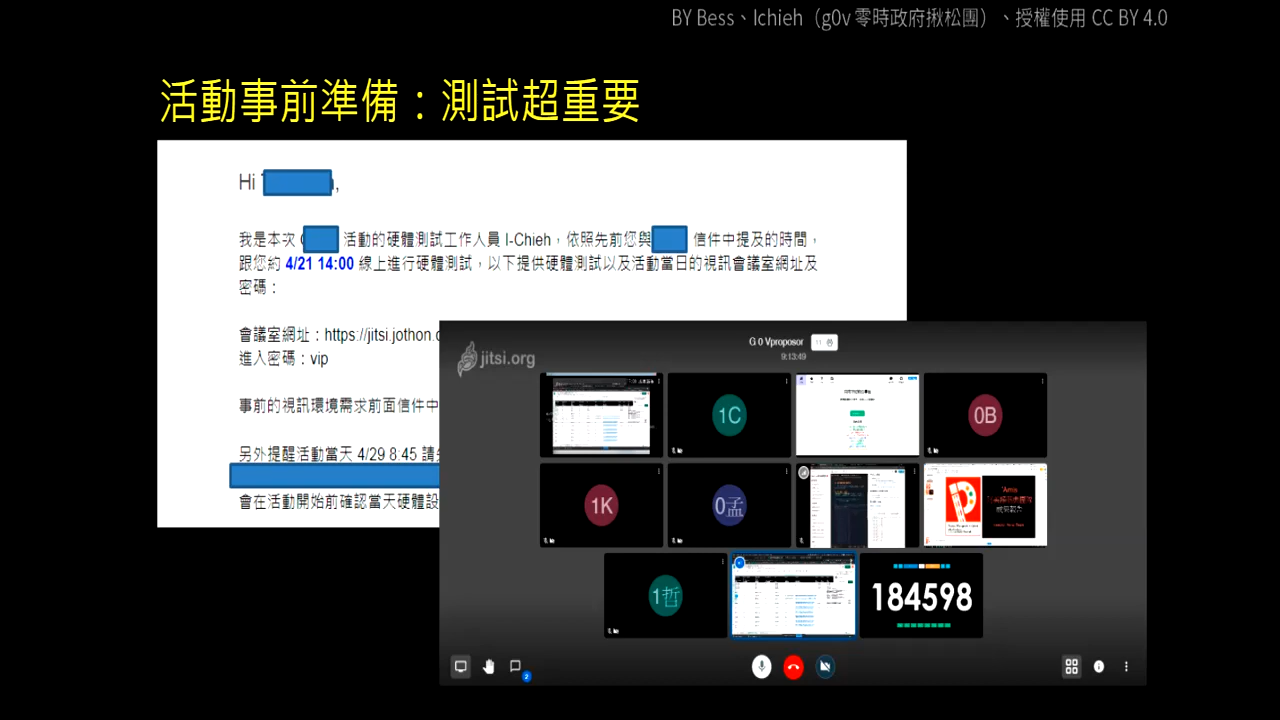 BY Bess、Ichieh（g0v 零時政府揪松團）、授權使用 CC BY 4.0
活動事前準備：測試超重要
Hi ,
我是本次 活動的硬體測試工作人員 I-Chieh，依照先前您與 信件中提及的時間，
跟您約 4/21 14:00 線上進行硬體測試，以下提供硬體測試以及活動當日的視訊會議室網址及
密碼：
會議室網址：https://jitsi.jothon.
進入密碼：vip
事前的視訊環境需求前面信件中
另外提醒活動當天 4/29 8:45 請
會在活動開始前確認當天硬體設
jitsi.org
G 0 Vproposor 11
9:13:49
1C
0B
1K
0孟
1哲
184598
2